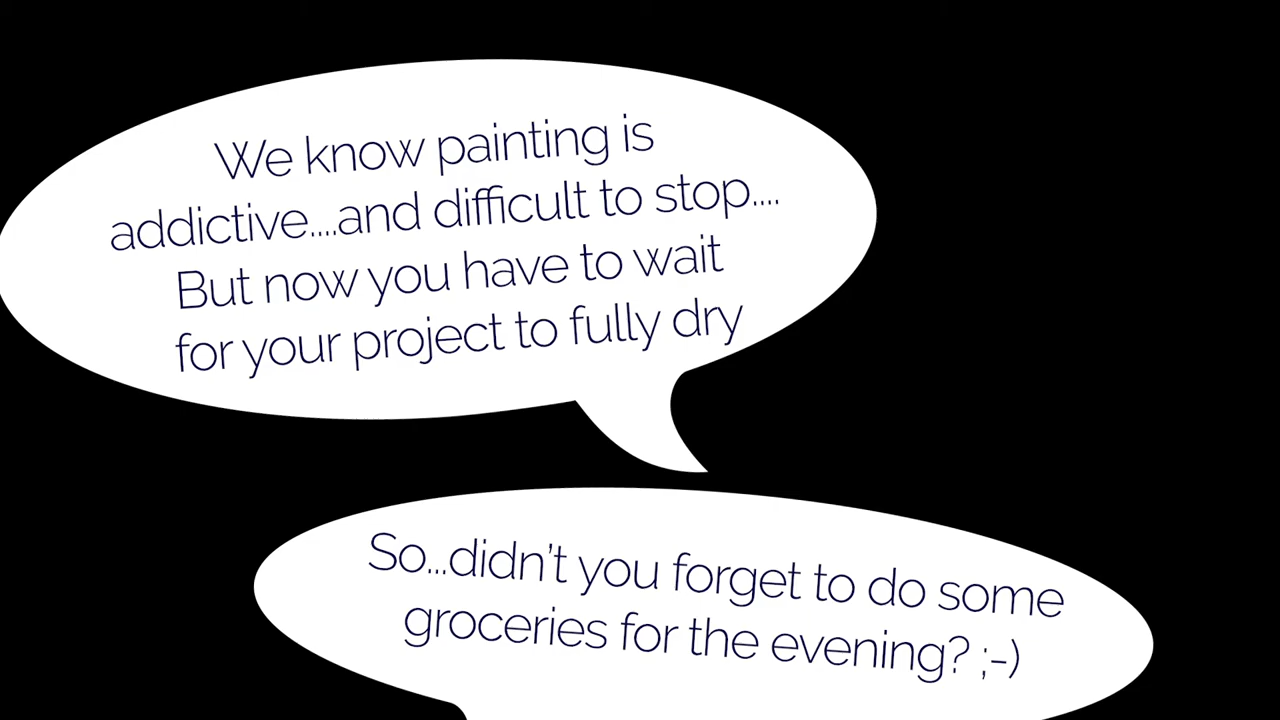 We know painting is
addictive....and difficult to stop....
But now you have to wait
for your project to fully dry
So...didn't you forget to do some
groceries for the evening? ;-)